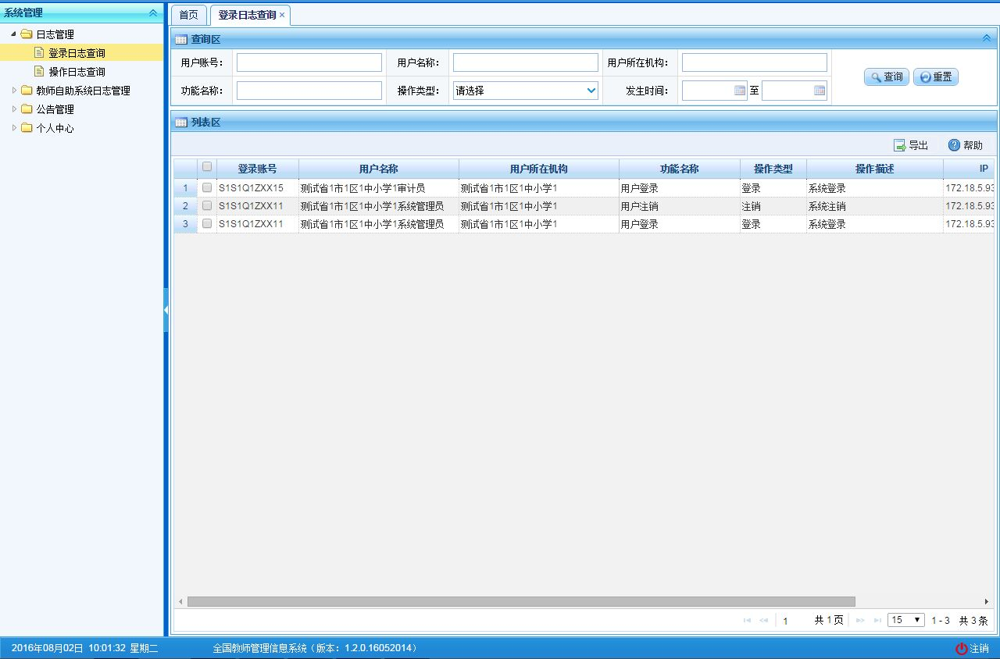 系统管理
日志管理
登录日志查询
操作日志查询
教师自助系统日志管理
公告管理
个人中心
首页 登录日志查询 ×
查询区
用户账号： 用户名称： 用户所在机构：
功能名称： 操作类型： 请选择 发生时间： 至
查询 重置
列表区
导出 帮助
登录账号 用户名称 用户所在机构 功能名称 操作类型 操作描述 IP
1 S1S1Q1ZXX15 测试省1市1区1中小学1审计员 测试省1市1区1中小学1 用户登录 登录 系统登录 172.18.5.93
2 S1S1Q1ZXX11 测试省1市1区1中小学1系统管理员 测试省1市1区1中小学1 用户注销 注销 系统注销 172.18.5.93
3 S1S1Q1ZXX11 测试省1市1区1中小学1系统管理员 测试省1市1区1中小学1 用户登录 登录 系统登录 172.18.5.93
1 共 1 页 15 1 - 3 共 3 条
2016年08月02日 10:01:32 星期二 全国教师管理信息系统（版本：1.2.0.16052014） 注销